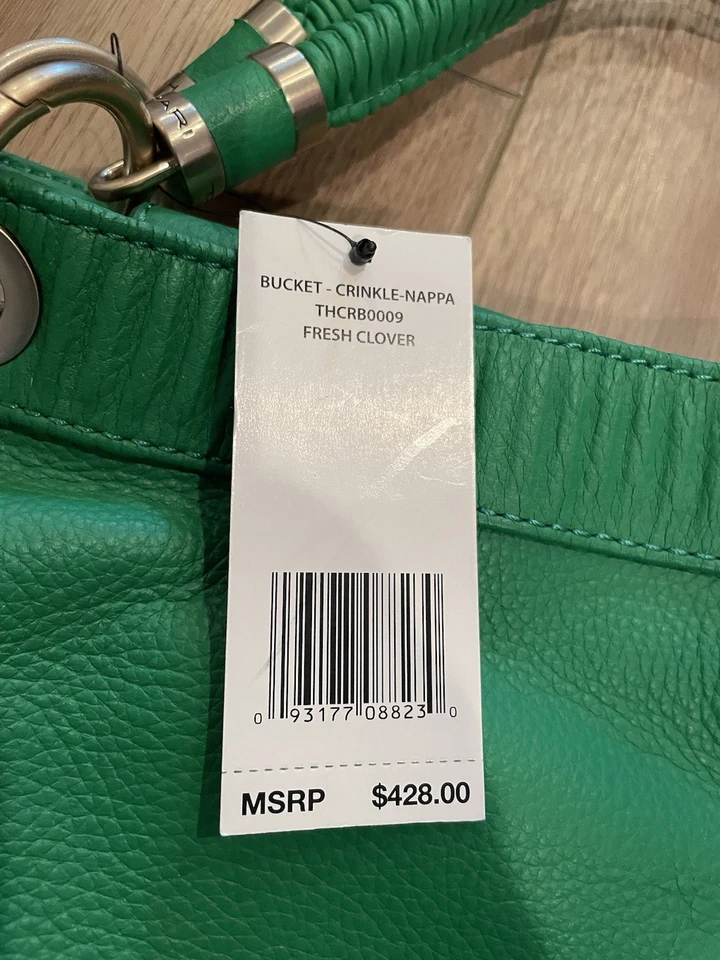 BUCKET - CRINKLE-NAPPA
THCRB0009
FRESH CLOVER
0 93177 08823 0
MSRP $428.00